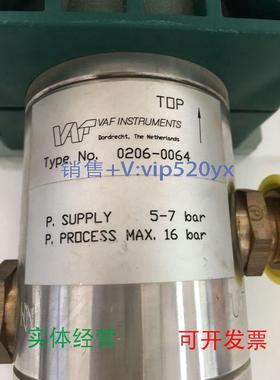 TOP
VAF VAF INSTRUMENTS
Dordrecht, The Netherlands
Type No. 0206-0064
销售+V:vip520yx
P. SUPPLY 5-7 bar
P. PROCESS MAX. 16 bar
实体经营 可开发票